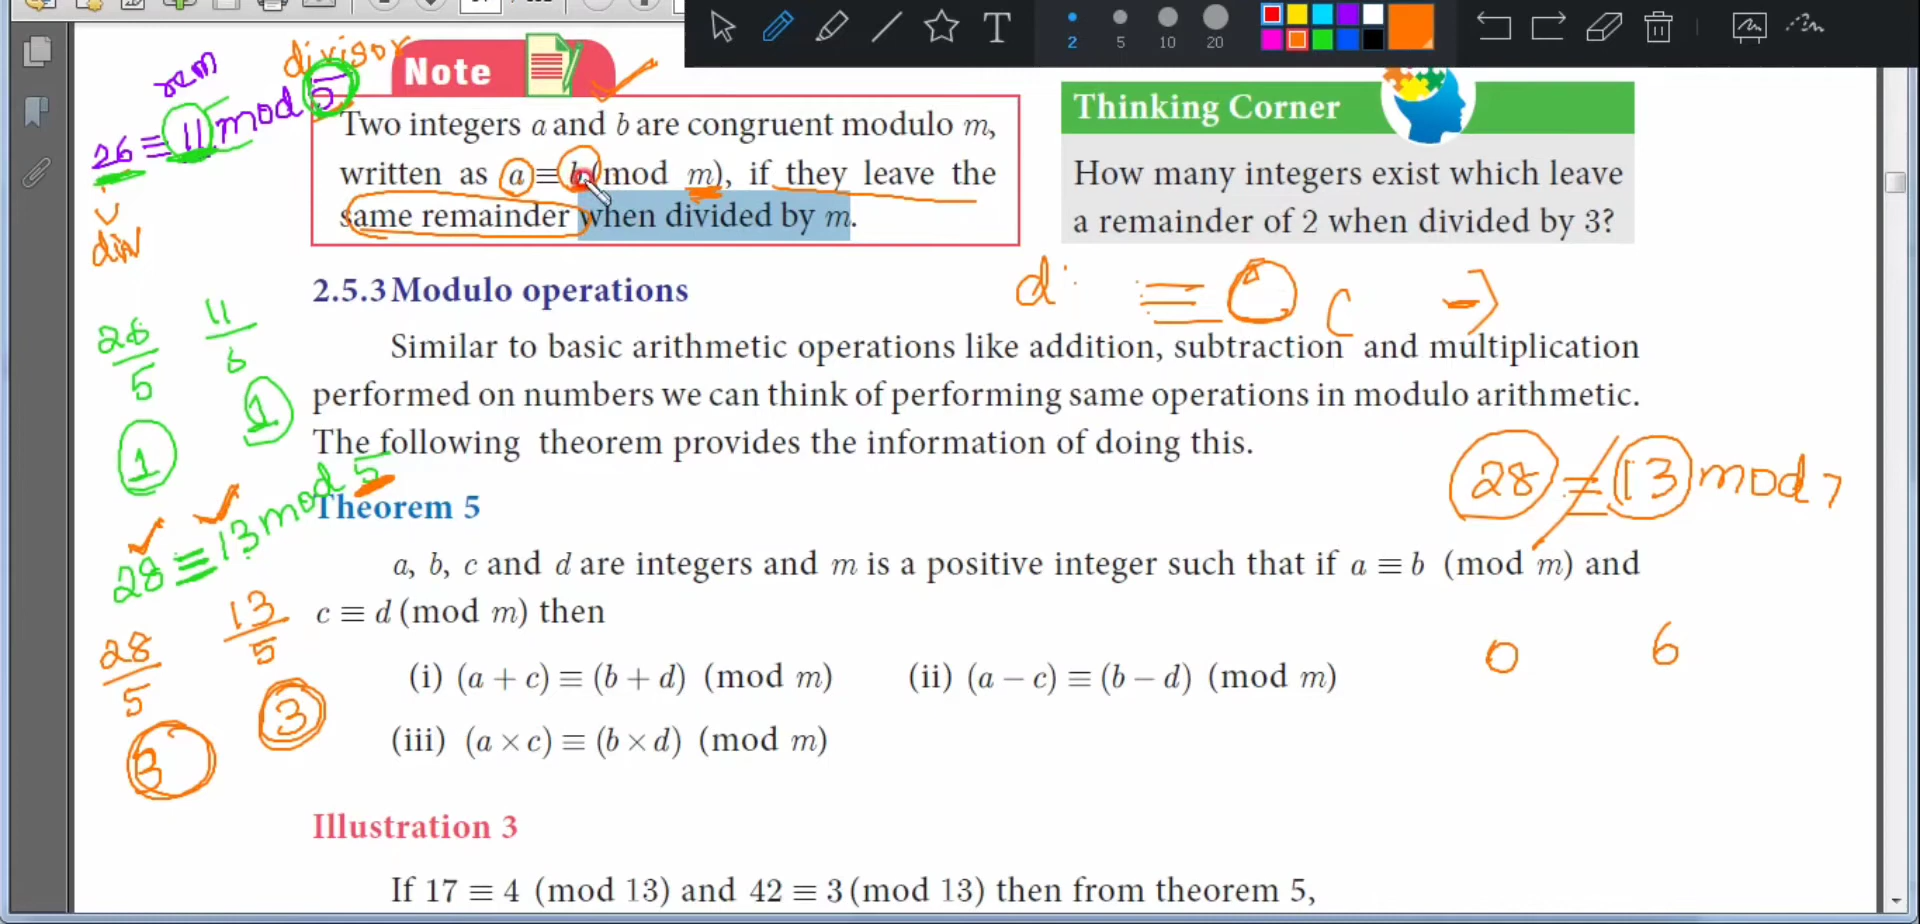 2 5 10 20
T
rem
divisor
26 ≡ 11 mod 5
div
Note
Two integers a and b are congruent modulo m,
written as a ≡ b (mod m), if they leave the
same remainder when divided by m.
Thinking Corner
How many integers exist which leave
a remainder of 2 when divided by 3?
2.5.3 Modulo operations
d ≡ C
26/5 11/6
1 1
Similar to basic arithmetic operations like addition, subtraction and multiplication
performed on numbers we can think of performing same operations in modulo arithmetic.
The following theorem provides the information of doing this.
28 ≡ 13 mod 7
28 ≡ 13 mod 5
Theorem 5
a, b, c and d are integers and m is a positive integer such that if a ≡ b (mod m) and
c ≡ d (mod m) then
28/5 13/5
3 3
0 6
(i) (a + c) ≡ (b + d) (mod m) (ii) (a − c) ≡ (b − d) (mod m)
(iii) (a × c) ≡ (b × d) (mod m)
Illustration 3
If 17 ≡ 4 (mod 13) and 42 ≡ 3 (mod 13) then from theorem 5,